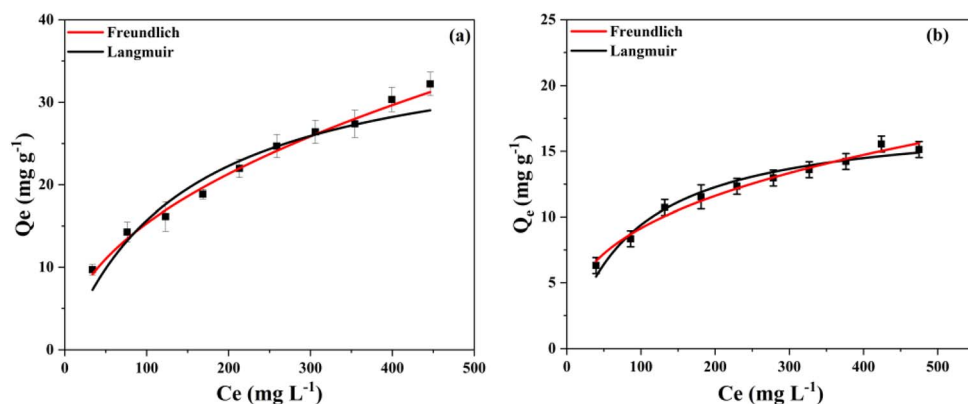 Freundlich
Langmuir
(a)
40
30
20
10
0
0 100 200 300 400 500
Qe (mg g⁻¹)
Ce (mg L⁻¹)
Freundlich
Langmuir
(b)
25
20
15
10
5
0
0 100 200 300 400 500
Qₑ (mg g⁻¹)
Ce (mg L⁻¹)